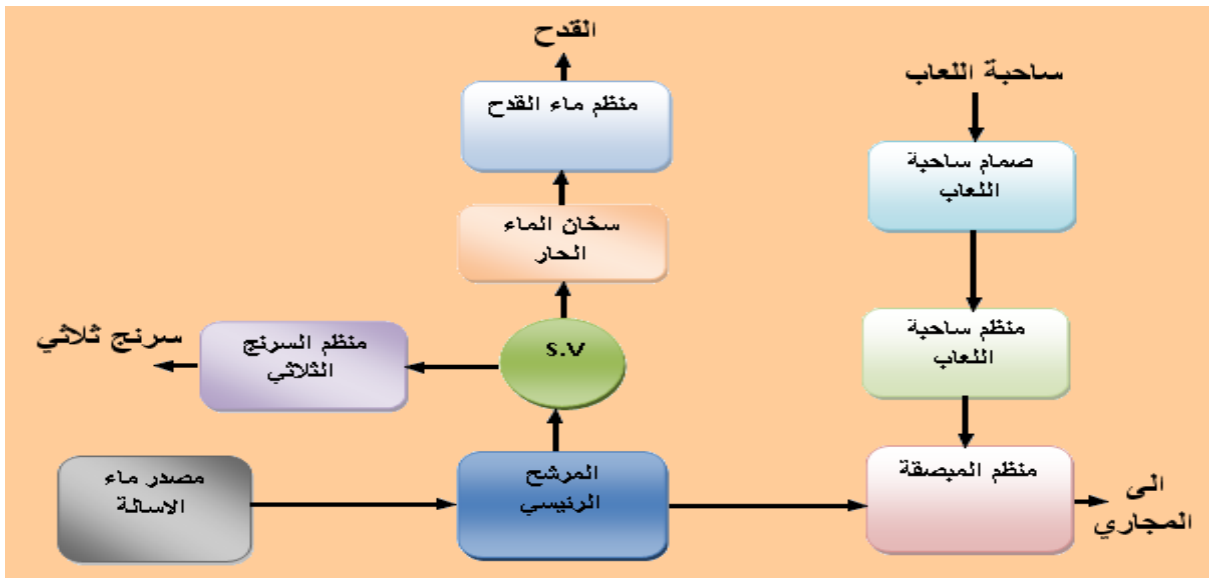 القدح
منظم ماء القدح
سخان الماء
الحار
S.V
منظم السرنج
الثلاثي
سرنج ثلاثي
مصدر ماء
الاسالة
المرشح
الرئيسي
ساحبة اللعاب
صمام ساحبة
اللعاب
منظم ساحبة
اللعاب
منظم المبصقة
الى
المجاري